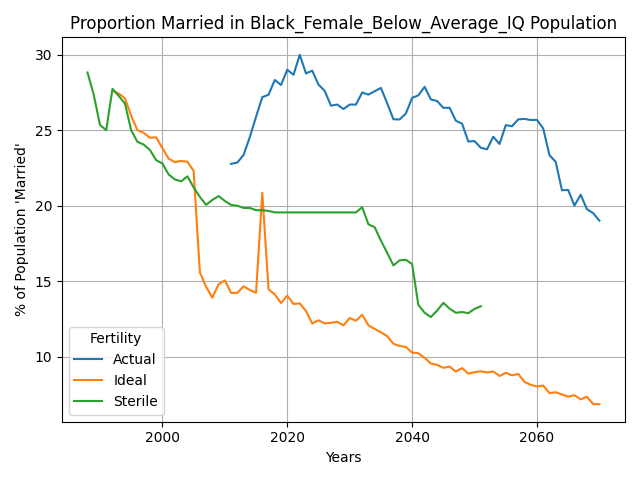 Proportion Married in Black_Female_Below_Average_IQ Population
% of Population 'Married'
30
25
20
15
10
Fertility
Actual
Ideal
Sterile
2000
2020
2040
2060
Years